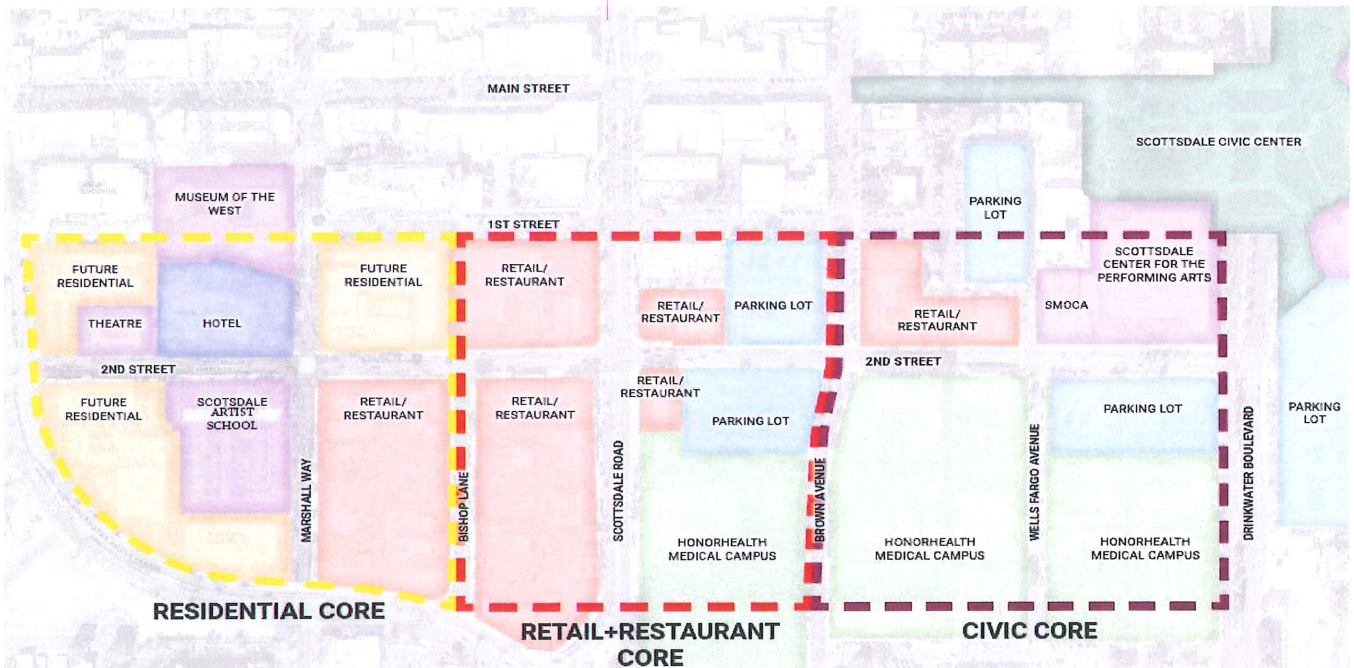 MAIN STREET
SCOTTSDALE CIVIC CENTER
MUSEUM OF THE
WEST
PARKING
LOT
1ST STREET
FUTURE
RESIDENTIAL
THEATRE
HOTEL
FUTURE
RESIDENTIAL
RETAIL/
RESTAURANT
RETAIL/
RESTAURANT
PARKING LOT
RETAIL/
RESTAURANT
SMOCA
SCOTTSDALE
CENTER FOR THE
PERFORMING ARTS
2ND STREET
2ND STREET
FUTURE
RESIDENTIAL
SCOTSDALE
ARTIST
SCHOOL
MARSHALL WAY
RETAIL/
RESTAURANT
BISHOP LANE
RETAIL/
RESTAURANT
SCOTTSDALE ROAD
RETAIL/
RESTAURANT
PARKING LOT
HONORHEALTH
MEDICAL CAMPUS
BROWN AVENUE
HONORHEALTH
MEDICAL CAMPUS
WELLS FARGO AVENUE
PARKING LOT
HONORHEALTH
MEDICAL CAMPUS
DRINKWATER BOULEVARD
PARKING
LOT
RESIDENTIAL CORE
RETAIL+RESTAURANT
CORE
CIVIC CORE